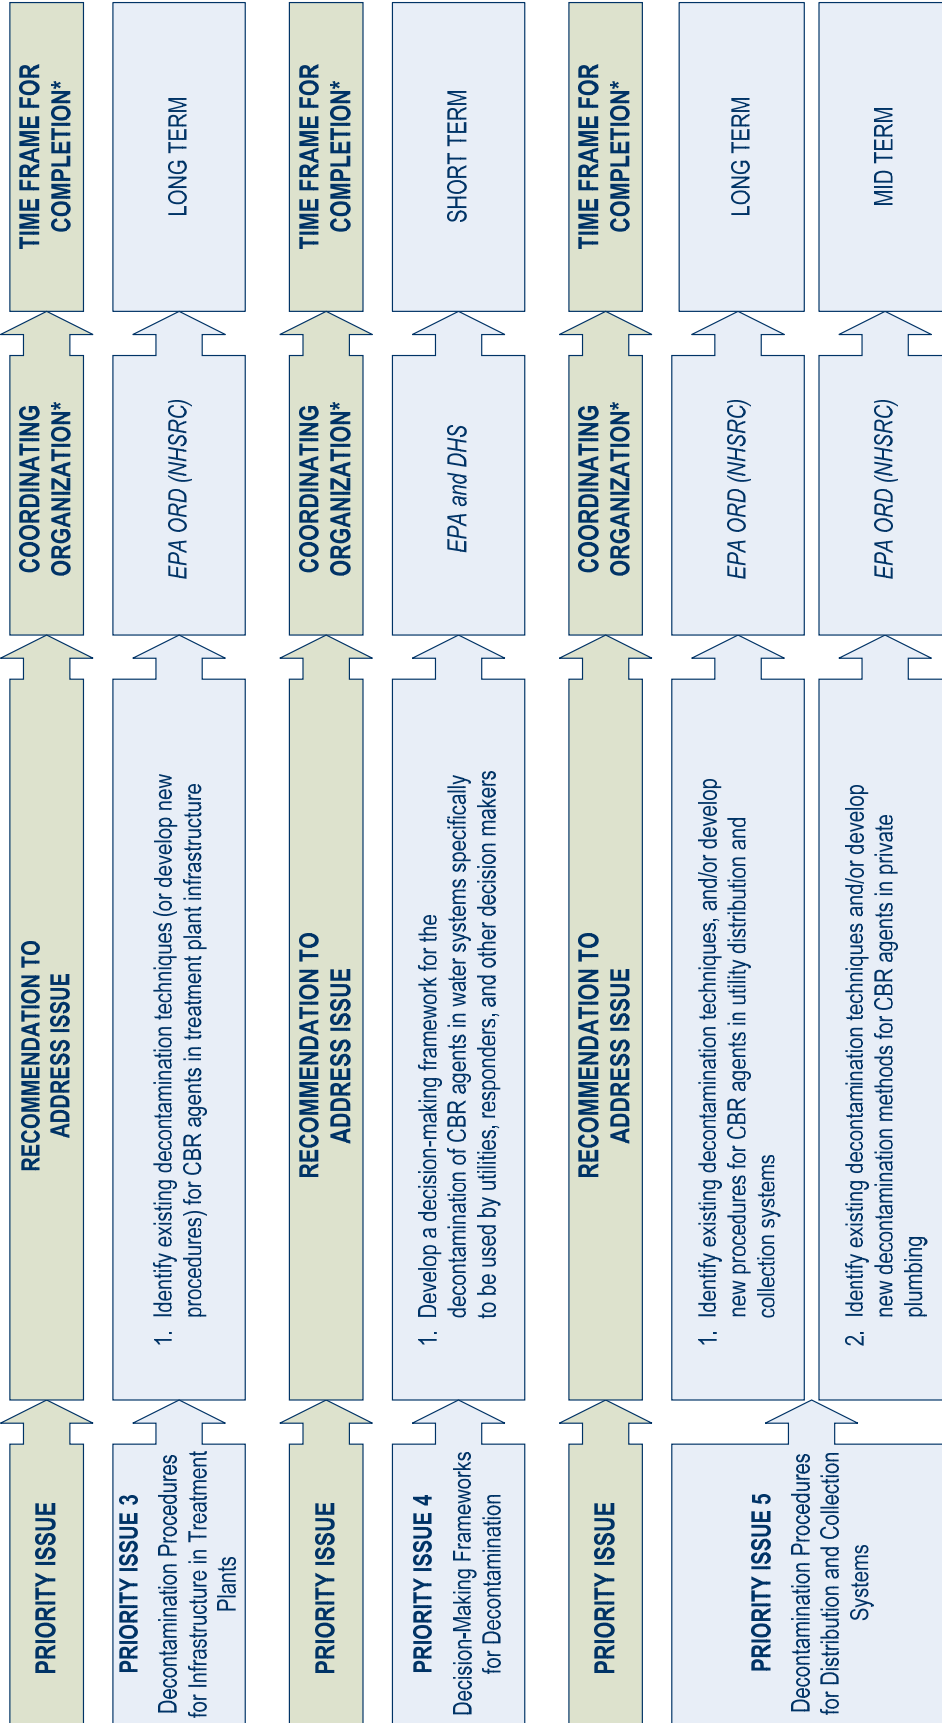 PRIORITY ISSUE
RECOMMENDATION TO
ADDRESS ISSUE
COORDINATING
ORGANIZATION*
TIME FRAME FOR
COMPLETION*
PRIORITY ISSUE 3
Decontamination Procedures
for Infrastructure in Treatment
Plants
1. Identify existing decontamination techniques (or develop new
procedures) for CBR agents in treatment plant infrastructure
EPA ORD (NHSRC)
LONG TERM
PRIORITY ISSUE
RECOMMENDATION TO
ADDRESS ISSUE
COORDINATING
ORGANIZATION*
TIME FRAME FOR
COMPLETION*
PRIORITY ISSUE 4
Decision-Making Frameworks
for Decontamination
1. Develop a decision-making framework for the
decontamination of CBR agents in water systems specifically
to be used by utilities, responders, and other decision makers
EPA and DHS
SHORT TERM
PRIORITY ISSUE
RECOMMENDATION TO
ADDRESS ISSUE
COORDINATING
ORGANIZATION*
TIME FRAME FOR
COMPLETION*
PRIORITY ISSUE 5
Decontamination Procedures
for Distribution and Collection
Systems
1. Identify existing decontamination techniques, and/or develop
new procedures for CBR agents in utility distribution and
collection systems
EPA ORD (NHSRC)
LONG TERM
2. Identify existing decontamination techniques and/or develop
new decontamination methods for CBR agents in private
plumbing
EPA ORD (NHSRC)
MID TERM